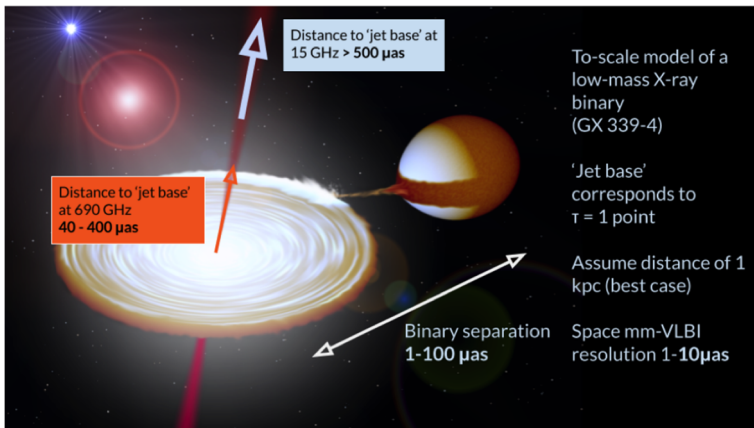 Distance to 'jet base' at
15 GHz > 500 μas
To-scale model of a
low-mass X-ray
binary
(GX 339-4)
Distance to 'jet base'
at 690 GHz
40 - 400 μas
'Jet base'
corresponds to
τ = 1 point
Assume distance of 1
kpc (best case)
Binary separation
1-100 μas
Space mm-VLBI
resolution 1-10μas